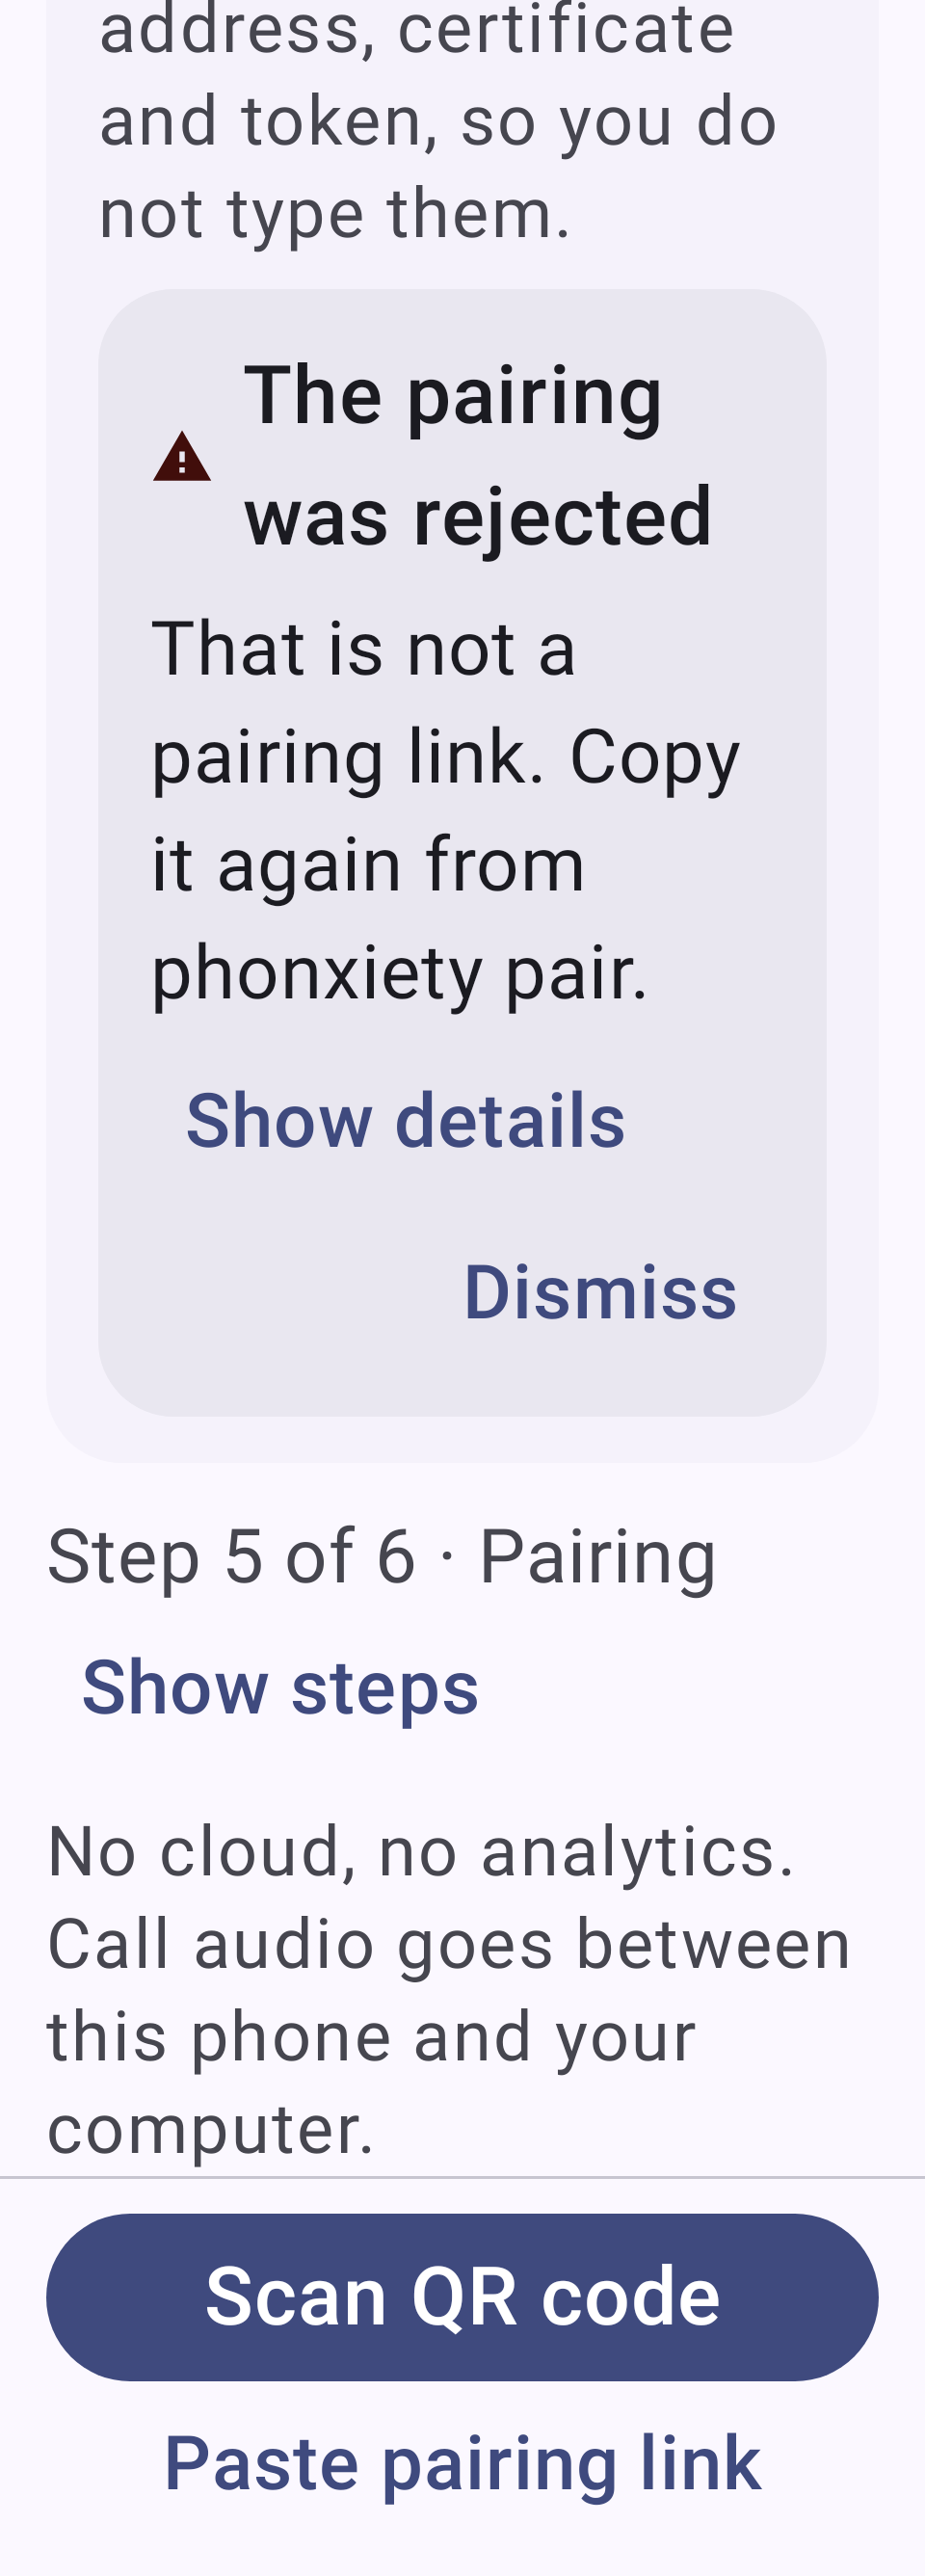 address, certificate
and token, so you do
not type them.
The pairing
was rejected
That is not a
pairing link. Copy
it again from
phonxiety pair.
Show details
Dismiss
Step 5 of 6 · Pairing
Show steps
No cloud, no analytics.
Call audio goes between
this phone and your
computer.
Scan QR code
Paste pairing link